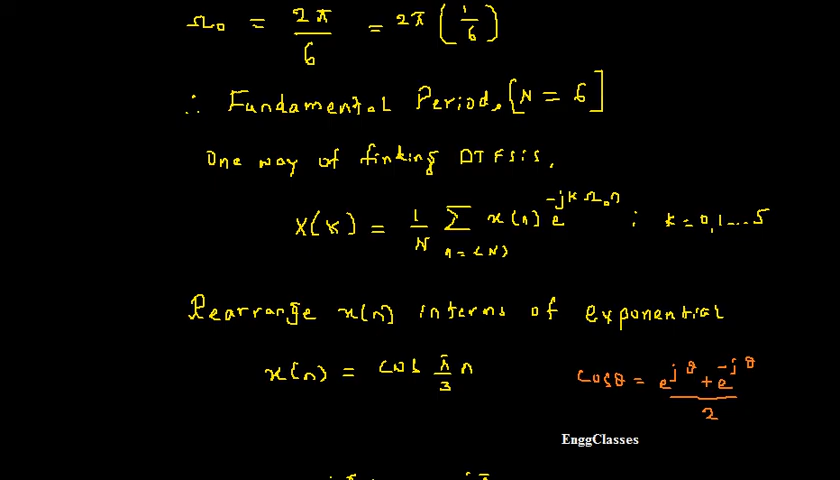 Ω₀ = 2π/6 = 2π (1/6)
∴ Fundamental Period, [N = 6]
One way of finking DTFS is,
X(k) = 1/N Σ n=<N> x(n) e^-jkΩ₀n ; k = 0,1...5
Rearrange x(n) interms of exponential
x(n) = cos π/3 n cosθ = e^jθ + e^-jθ / 2
EnggClasses